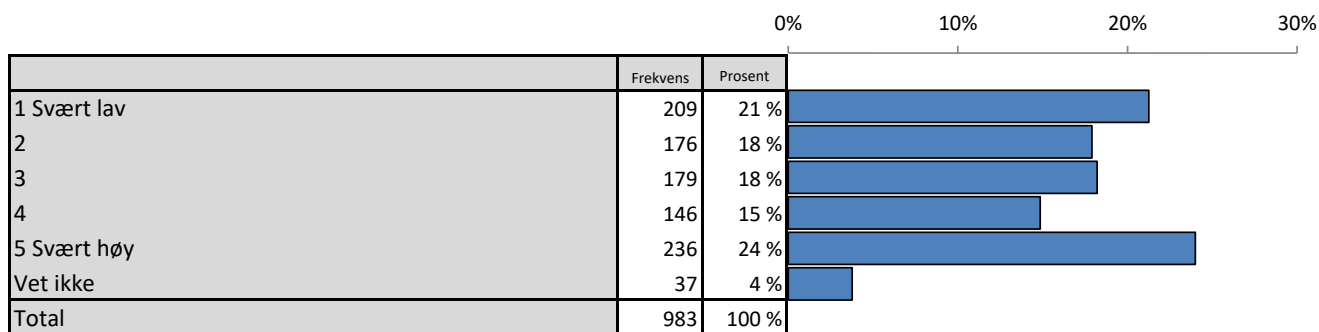 0% 10% 20% 30%
Frekvens Prosent
1 Svært lav 209 21 %
2 176 18 %
3 179 18 %
4 146 15 %
5 Svært høy 236 24 %
Vet ikke 37 4 %
Total 983 100 %